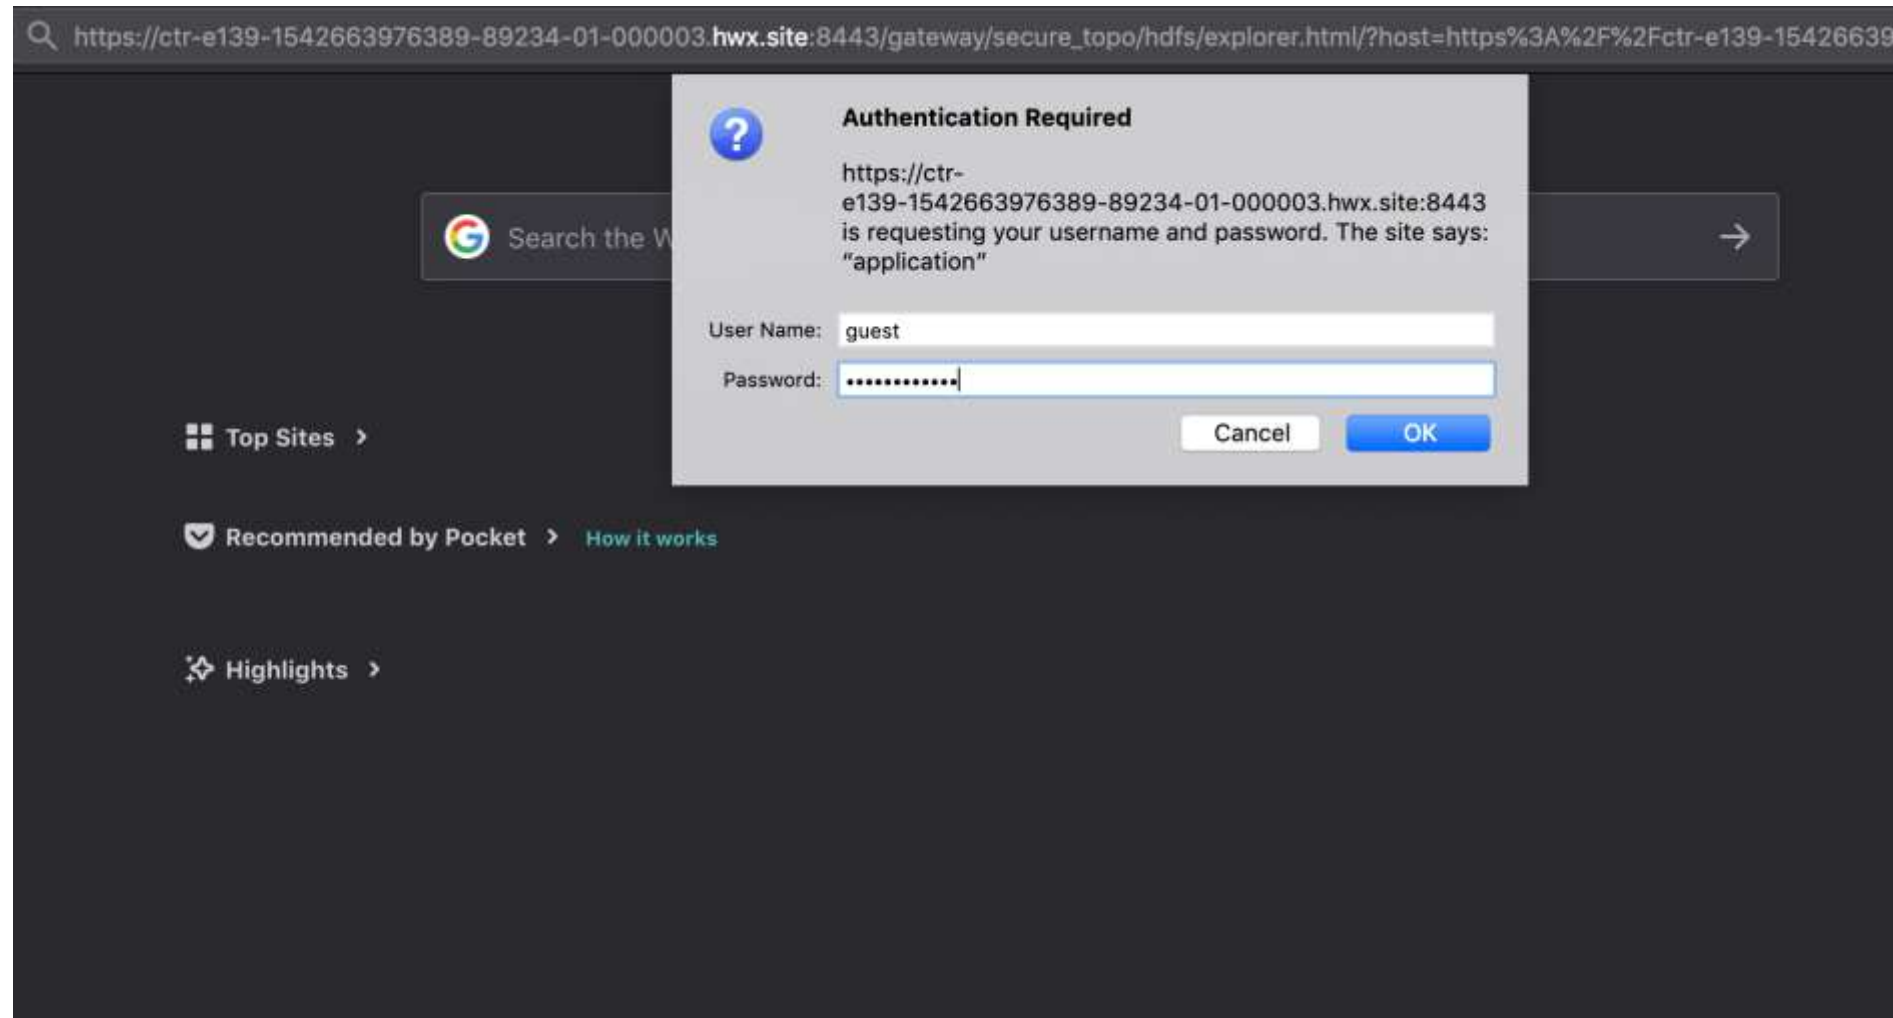 https://ctr-e139-1542663976389-89234-01-000003.hwx.site:8443/gateway/secure_topo/hdfs/explorer.html/?host=https%3A%2F%2Fctr-e139-15426639
Authentication Required
https://ctr-
e139-1542663976389-89234-01-000003.hwx.site:8443
is requesting your username and password. The site says:
“application”
Search the W
User Name: guest
Password: ••••••••••••
Cancel OK
Top Sites
Recommended by Pocket How it works
Highlights